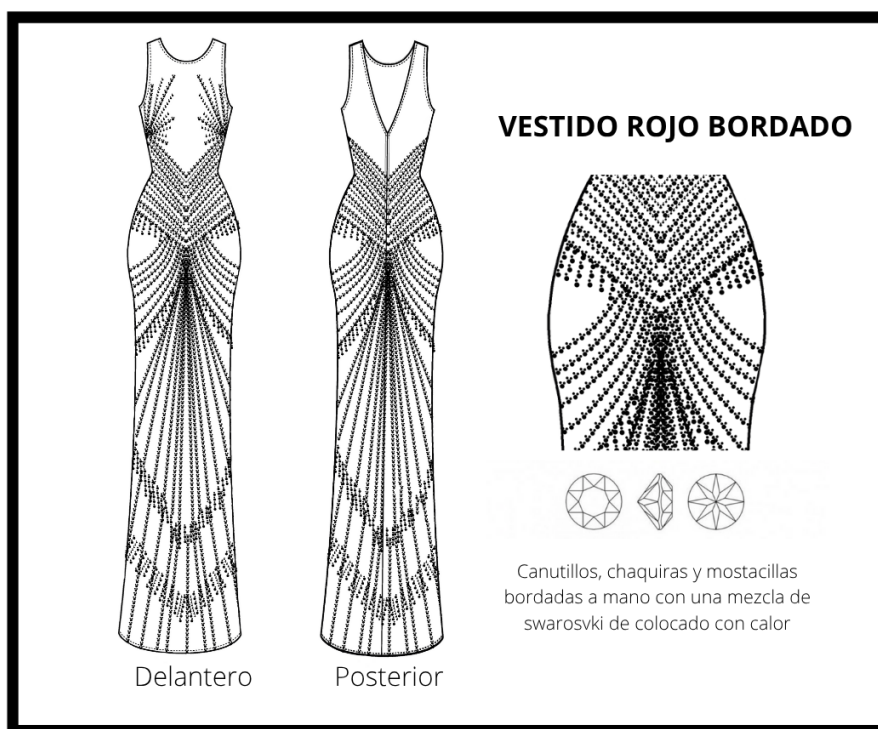 VESTIDO ROJO BORDADO
Canutillos, chaquiras y mostacillas
bordadas a mano con una mezcla de
swarosvki de colocado con calor
Delantero
Posterior